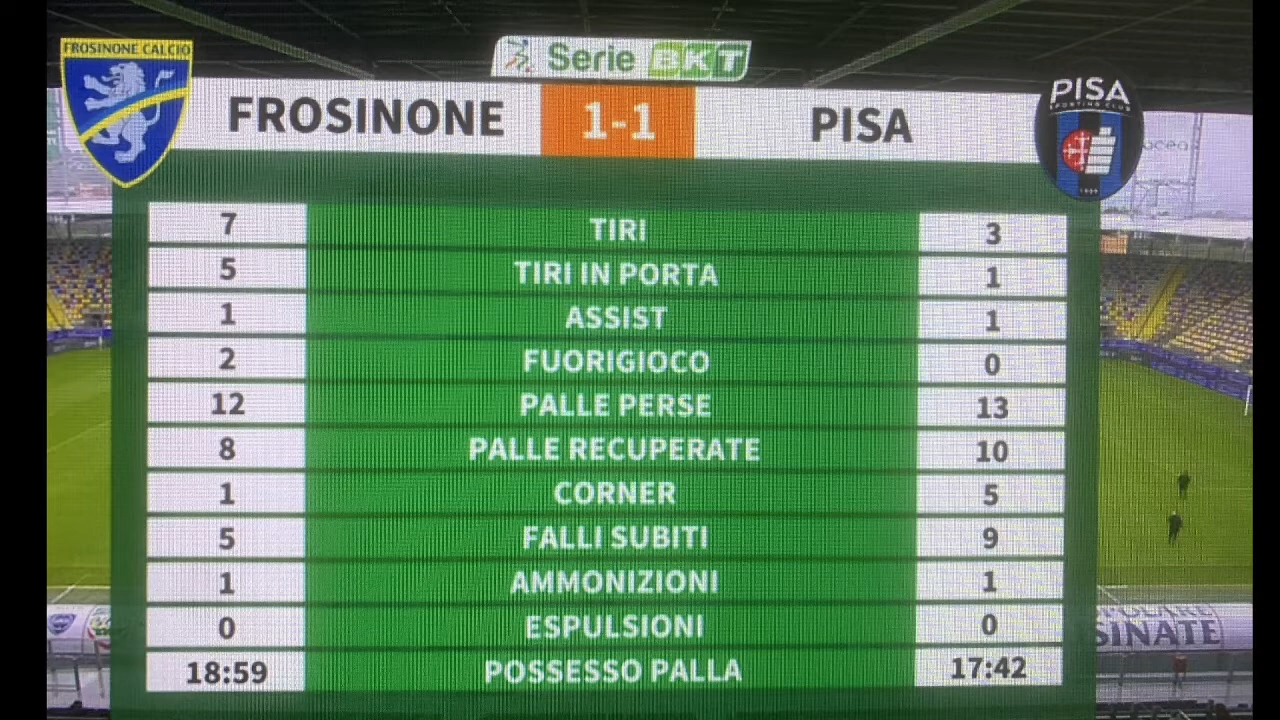 FROSINONE CALCIO
Serie BKT
PISA
SPORTING CLUB
1909
FROSINONE 1-1 PISA
7 TIRI 3
5 TIRI IN PORTA 1
1 ASSIST 1
2 FUORIGIOCO 0
12 PALLE PERSE 13
8 PALLE RECUPERATE 10
1 CORNER 5
5 FALLI SUBITI 9
1 AMMONIZIONI 1
0 ESPULSIONI 0
18:59 POSSESSO PALLA 17:42
SINATE